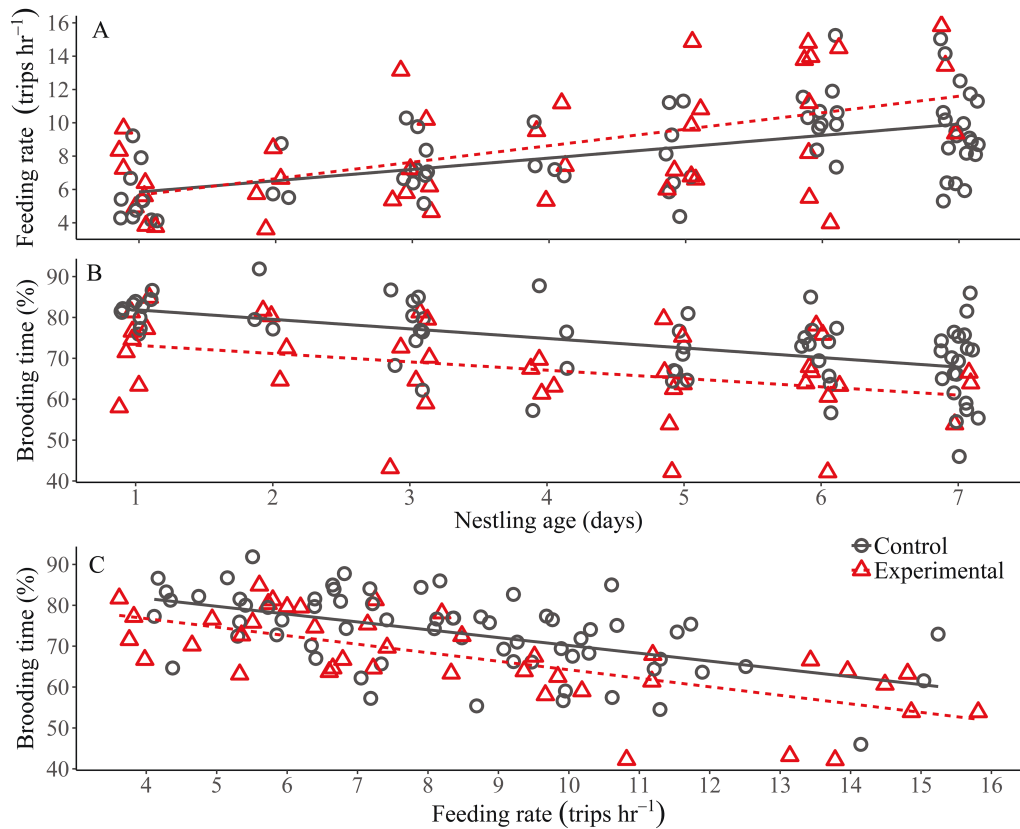 A
Feeding rate (trips hr⁻¹)
16
14
12
10
8
6
4
B
Brooding time (%)
90
80
70
60
50
40
1 2 3 4 5 6 7
Nestling age (days)
C
Control
Experimental
Brooding time (%)
90
80
70
60
50
40
4 5 6 7 8 9 10 11 12 13 14 15 16
Feeding rate (trips hr⁻¹)